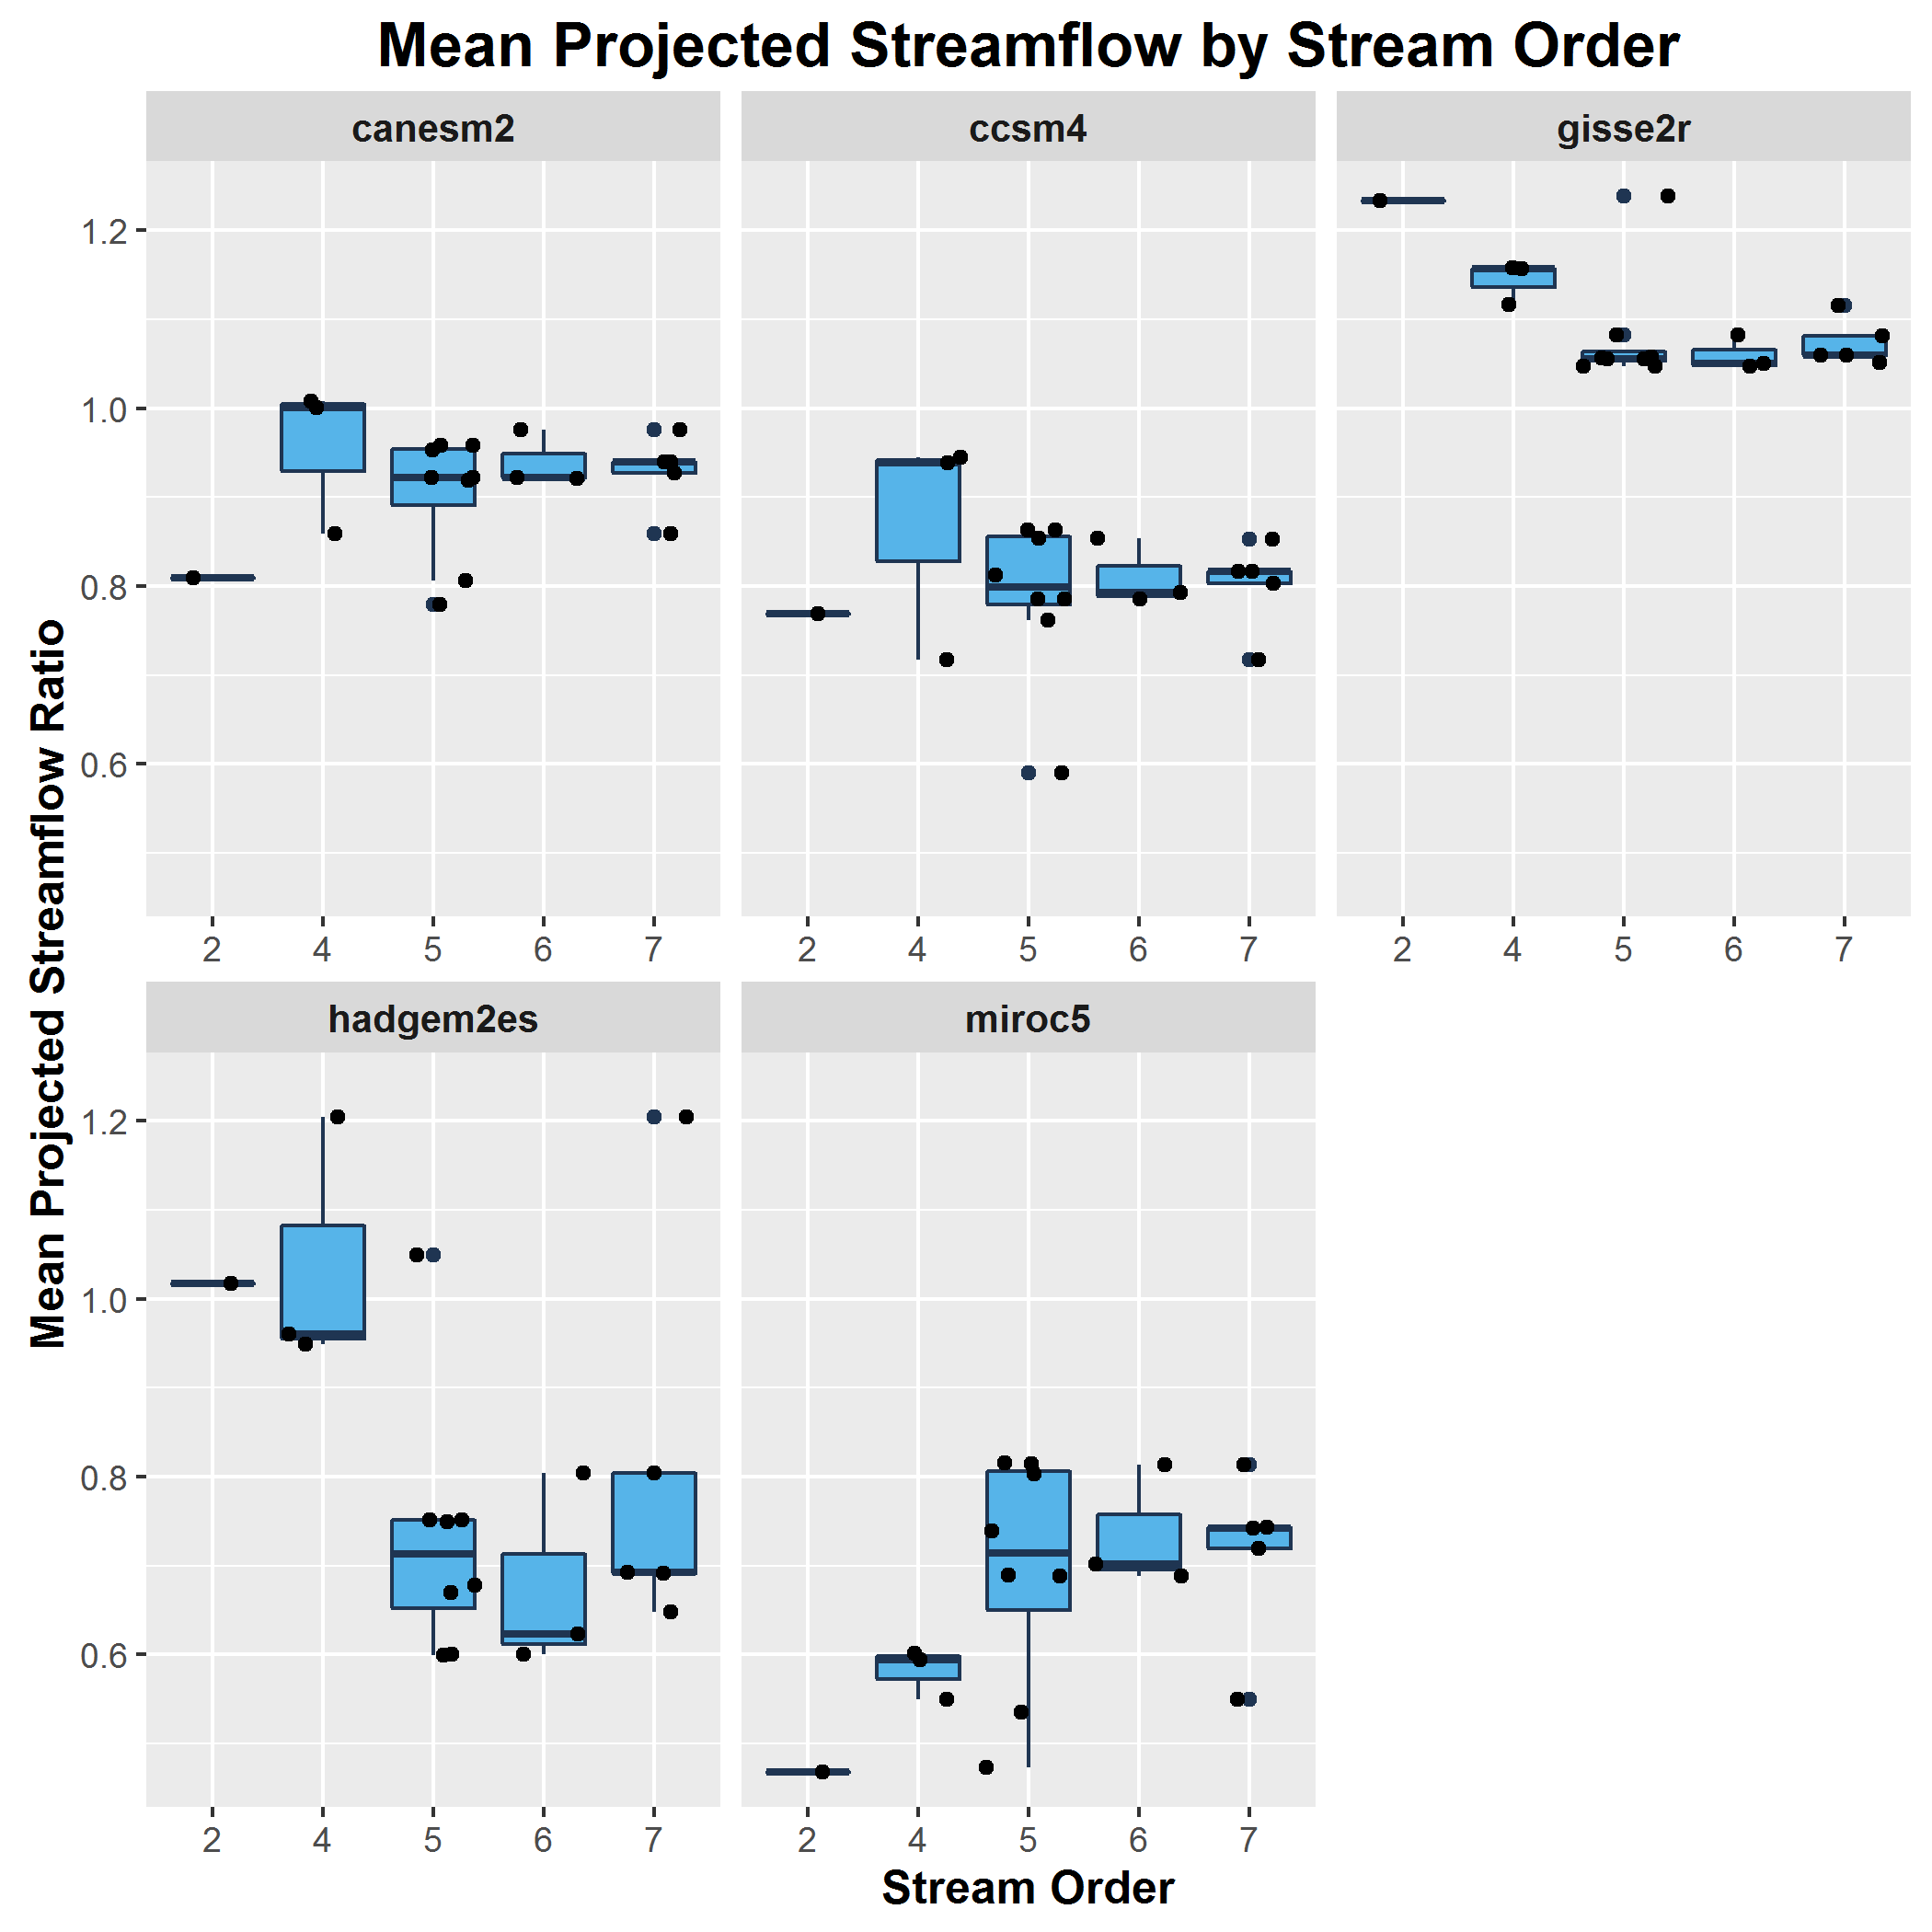 Mean Projected Streamflow by Stream Order
canesm2
ccsm4
gisse2r
1.2
1.0
0.8
0.6
2 4 5 6 7
2 4 5 6 7
2 4 5 6 7
Mean Projected Streamflow Ratio
hadgem2es
miroc5
1.2
1.0
0.8
0.6
2 4 5 6 7
2 4 5 6 7
Stream Order